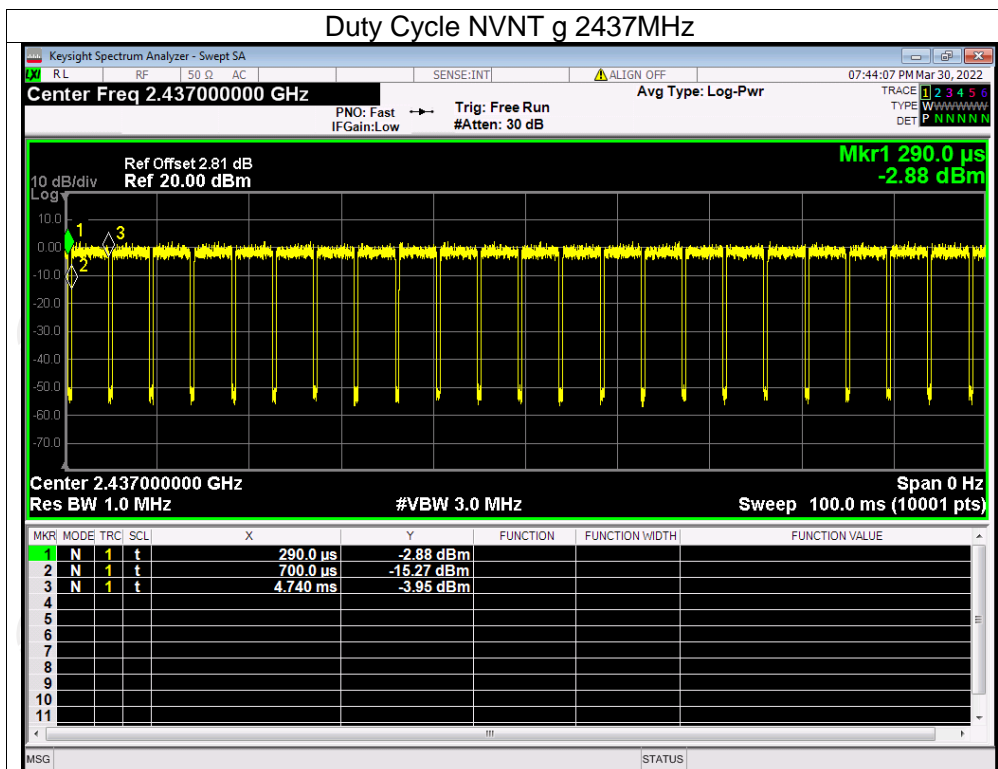 Duty Cycle NVNT g 2437MHz
Keysight Spectrum Analyzer - Swept SA
LXI RL RF 50 Ω AC SENSE:INT ALIGN OFF 07:44:07 PM Mar 30, 2022
Center Freq 2.437000000 GHz Avg Type: Log-Pwr TRACE 1 2 3 4 5 6
PNO: Fast Trig: Free Run TYPE WWWWWW
IFGain:Low #Atten: 30 dB DET P N N N N N
Mkr1 290.0 µs
-2.88 dBm
Ref Offset 2.81 dB
10 dB/div Ref 20.00 dBm
Log
10.0
0.00
-10.0
-20.0
-30.0
-40.0
-50.0
-60.0
-70.0
1
2
3
Center 2.437000000 GHz Span 0 Hz
Res BW 1.0 MHz #VBW 3.0 MHz Sweep 100.0 ms (10001 pts)
MKR MODE TRC SCL X Y FUNCTION FUNCTION WIDTH FUNCTION VALUE
1 N 1 t 290.0 µs -2.88 dBm
2 N 1 t 700.0 µs -15.27 dBm
3 N 1 t 4.740 ms -3.95 dBm
4
5
6
7
8
9
10
11
MSG STATUS